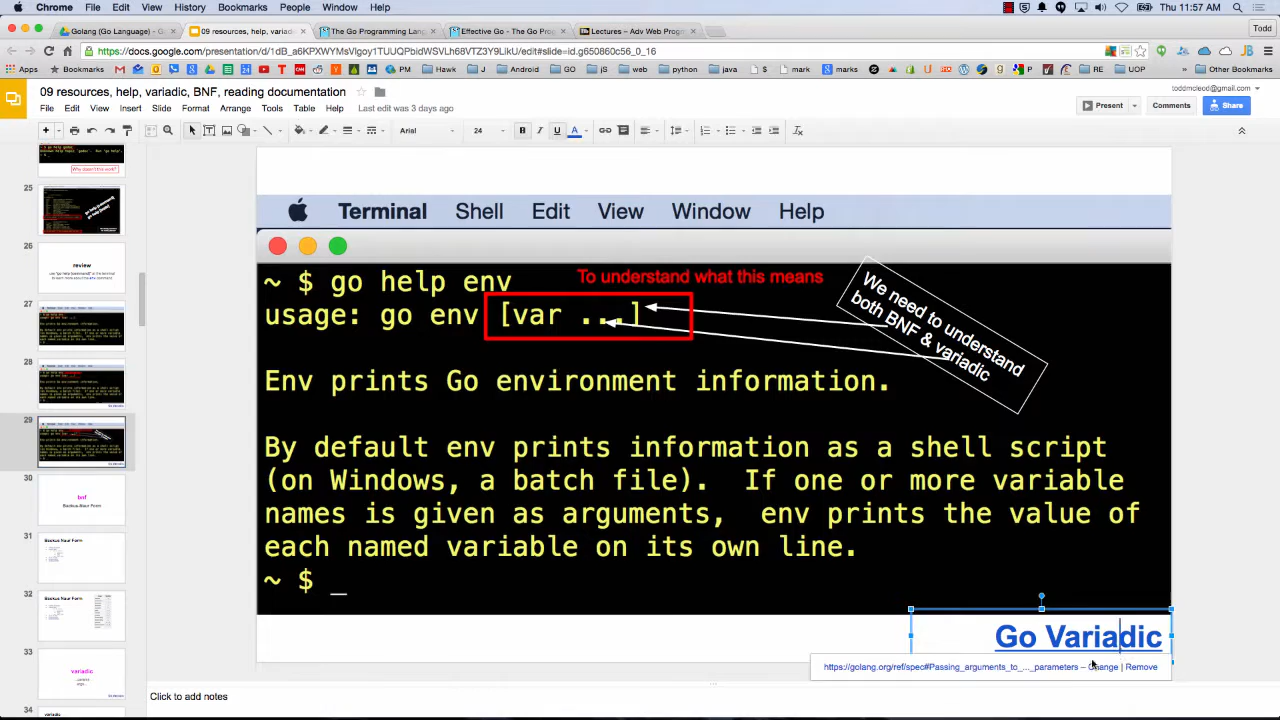 Chrome File Edit View History Bookmarks People Window Help
Thu 11:57 AM
Golang (Go Language) - G
09 resources, help, variad
The Go Programming Lang
Effective Go - The Go Pro
Lectures – Adv Web Prog
Todd
https://docs.google.com/presentation/d/1dB_a6KPXWYMsVlgoy1TUUQPbidWSVLh68VTZ3Y9LikU/edit#slide=id.g650860c56_0_16
Apps Bookmarks Hawk J Android GO jS web python java $ mark marks RE UOP Other Bookmarks
09 resources, help, variadic, BNF, reading documentation
toddmcleod@gmail.com
File Edit View Insert Slide Format Arrange Tools Table Help Last edit was 3 days ago
Present Comments Share
Arial 24 B I U A
25
26
review
27
28
29
30
bnf
Backus-Naur Form
31
Backus Naur Form
32
Backus Naur Form
33
variadic
34
variadic
Terminal Shell Edit View Window Help
~ $ go help env
To understand what this means
usage: go env [var ...]
We need to understand
both BNF & variadic
Env prints Go environment information.
By default env prints information as a shell script
(on Windows, a batch file). If one or more variable
names is given as arguments, env prints the value of
each named variable on its own line.
~ $ _
Go Variadic
https://golang.org/ref/spec#Passing_arguments_to_..._parameters – Change | Remove
Click to add notes